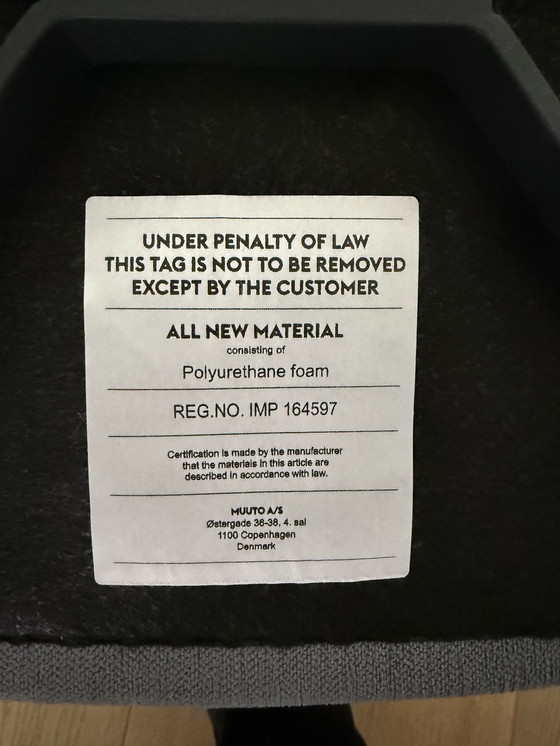 UNDER PENALTY OF LAW
THIS TAG IS NOT TO BE REMOVED
EXCEPT BY THE CUSTOMER
ALL NEW MATERIAL
consisting of
Polyurethane foam
REG.NO. IMP 164597
Certification is made by the manufacturer
that the materials in this article are
described in accordance with law.
MUUTO A/S
Østergade 36-38, 4. sal
1100 Copenhagen
Denmark